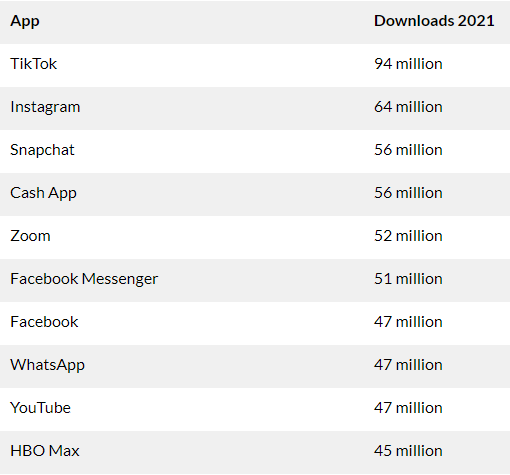 App Downloads 2021
TikTok 94 million
Instagram 64 million
Snapchat 56 million
Cash App 56 million
Zoom 52 million
Facebook Messenger 51 million
Facebook 47 million
WhatsApp 47 million
YouTube 47 million
HBO Max 45 million